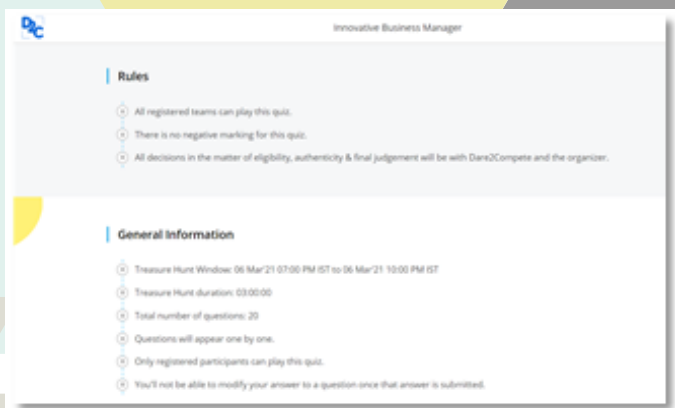 D2C
Innovative Business Manager
Rules
All registered teams can play this quiz.
There is no negative marking for this quiz.
All decisions in the matter of eligibility, authenticity & final judgement will be with Dare2Compete and the organizer.
General Information
Treasure Hunt Window: 06 Mar'21 07:00 PM IST to 06 Mar'21 10:00 PM IST
Treasure Hunt duration: 03:00:00
Total number of questions: 20
Questions will appear one by one.
Only registered participants can play this quiz.
You'll not be able to modify your answer to a question once that answer is submitted.